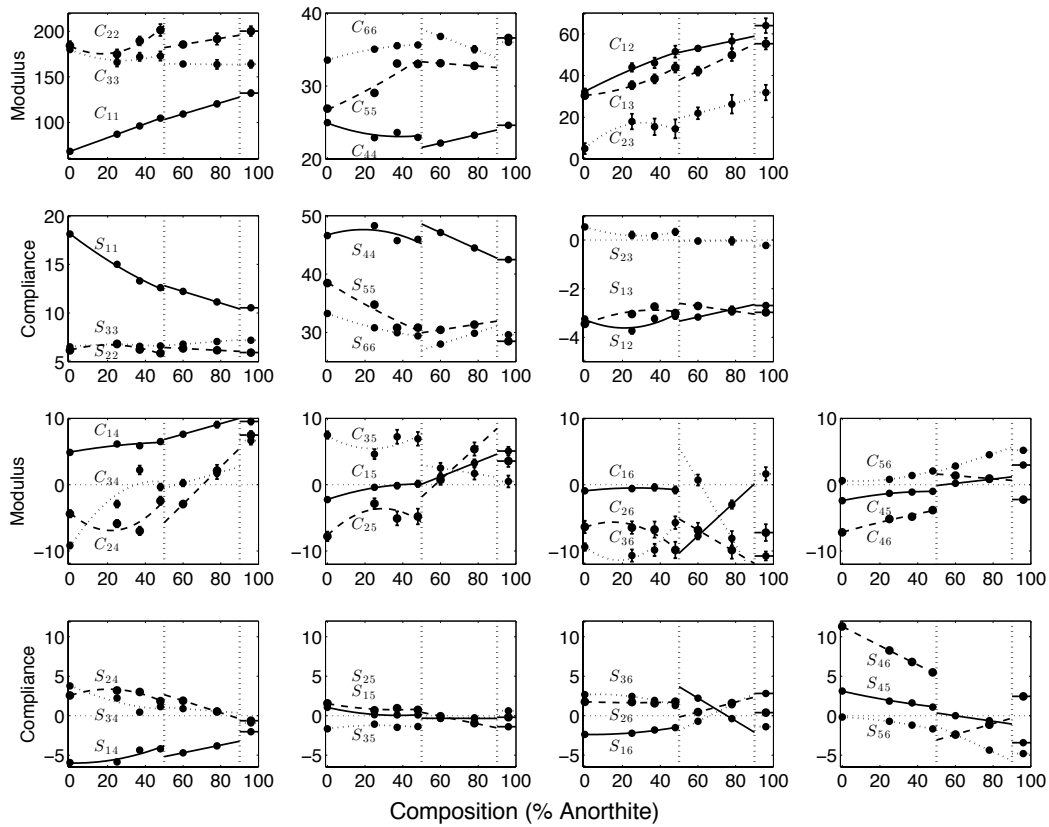 200
150
100
Modulus
C22
C33
C11
0 20 40 60 80 100
40
30
20
C66
C55
C44
0 20 40 60 80 100
60
40
20
0
C12
C13
C23
0 20 40 60 80 100
20
15
10
5
Compliance
S11
S33
S22
0 20 40 60 80 100
50
40
30
S44
S55
S66
0 20 40 60 80 100
0
−2
−4
S23
S13
S12
0 20 40 60 80 100
10
5
0
−10
Modulus
C14
C34
C24
0 20 40 60 80 100
10
5
0
−10
C35
C15
C25
0 20 40 60 80 100
10
5
0
−10
C16
C26
C36
0 20 40 60 80 100
10
5
0
−10
C56
C45
C46
0 20 40 60 80 100
10
5
0
−5
Compliance
S24
S34
S14
0 20 40 60 80 100
10
5
0
−5
S25
S15
S35
0 20 40 60 80 100
10
5
0
−5
S36
S26
S16
0 20 40 60 80 100
10
5
0
−5
S46
S45
S56
0 20 40 60 80 100
Composition (% Anorthite)